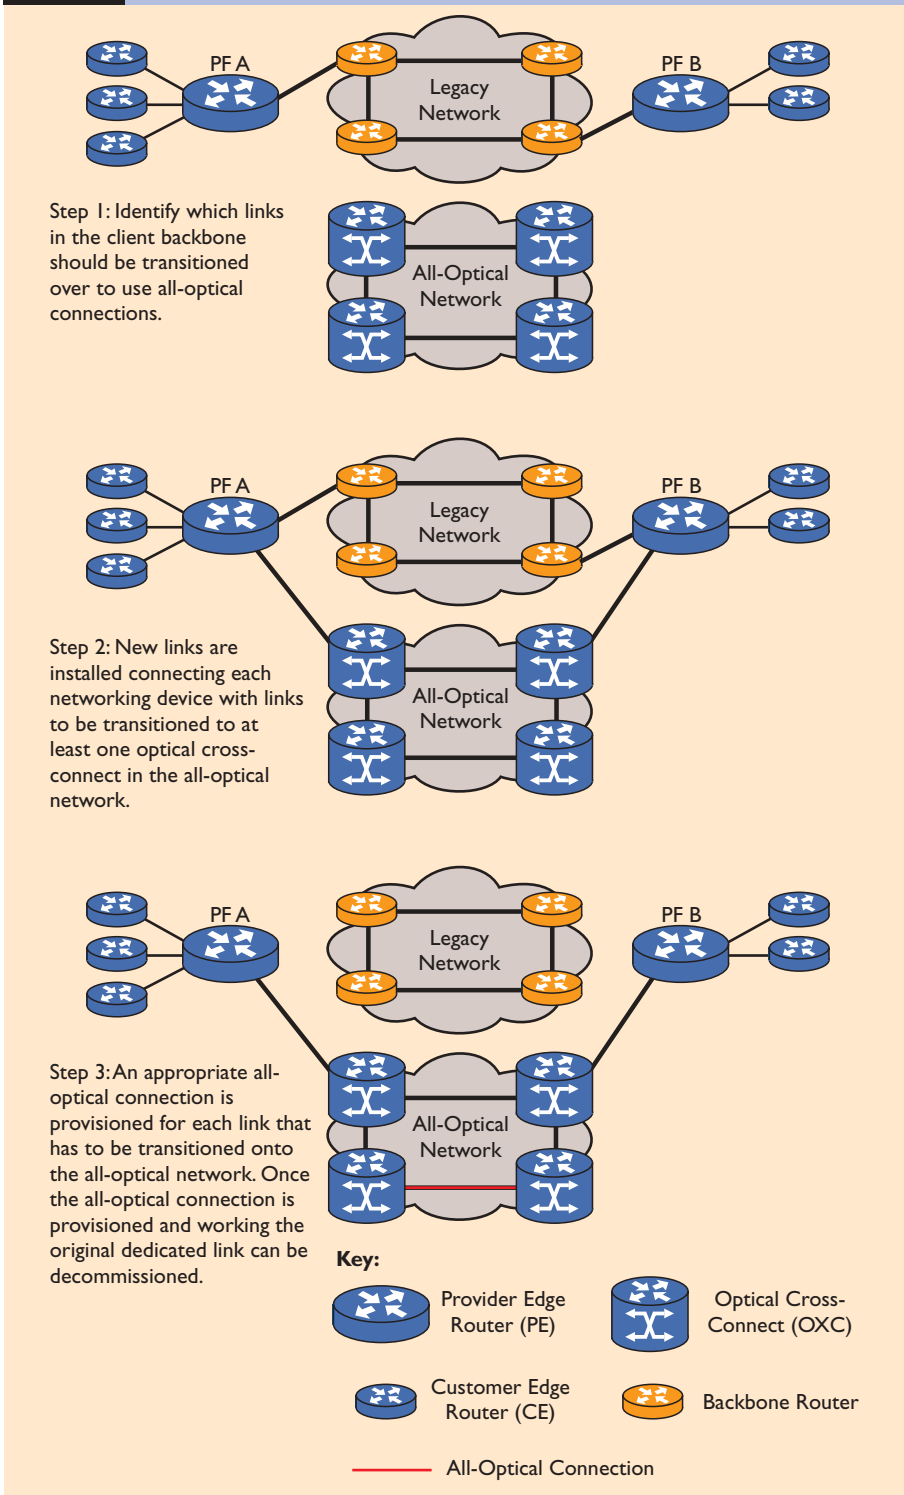 PF A
PF B
Legacy
Network
Step 1: Identify which links
in the client backbone
should be transitioned
over to use all-optical
connections.
All-Optical
Network
PF A
PF B
Legacy
Network
Step 2: New links are
installed connecting each
networking device with links
to be transitioned to at
least one optical cross-
connect in the all-optical
network.
All-Optical
Network
PF A
PF B
Legacy
Network
Step 3: An appropriate all-
optical connection is
provisioned for each link that
has to be transitioned onto
the all-optical network. Once
the all-optical connection is
provisioned and working the
original dedicated link can be
decommissioned.
All-Optical
Network
Key:
Provider Edge
Router (PE)
Optical Cross-
Connect (OXC)
Customer Edge
Router (CE)
Backbone Router
All-Optical Connection